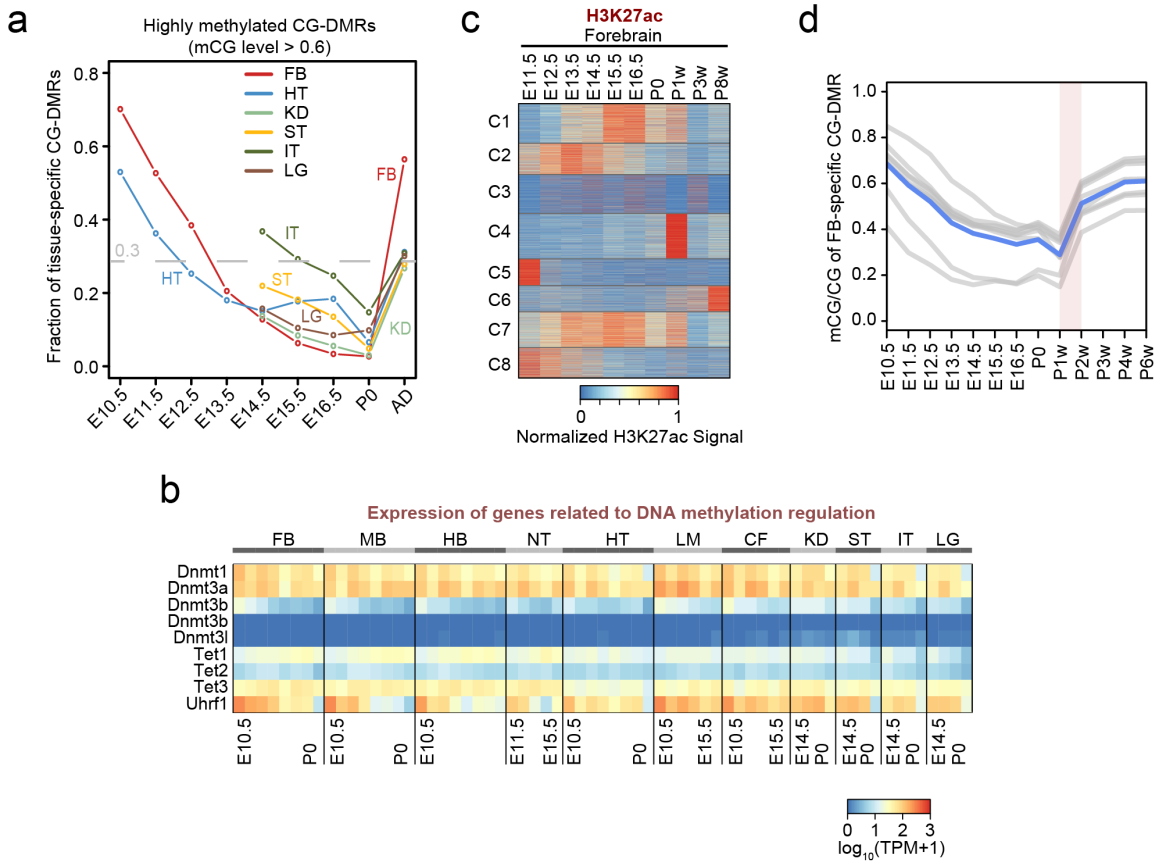 a
Highly methylated CG-DMRs
(mCG level > 0.6)
Fraction of tissue-specific CG-DMRs
0.8
0.6
0.4
0.2
0.0
FB
HT
KD
ST
IT
LG
FB
IT
0.3
HT
ST
LG
KD
E10.5
E11.5
E12.5
E13.5
E14.5
E15.5
E16.5
P0
AD
c
H3K27ac
Forebrain
E11.5
E12.5
E13.5
E14.5
E15.5
E16.5
P0
P1w
P3w
P8w
C1
C2
C3
C4
C5
C6
C7
C8
0
1
Normalized H3K27ac Signal
d
mCG/CG of FB-specific CG-DMR
1.0
0.8
0.6
0.4
0.2
0.0
E10.5
E11.5
E12.5
E13.5
E14.5
E15.5
E16.5
P0
P1w
P2w
P3w
P4w
P6w
b
Expression of genes related to DNA methylation regulation
FB MB HB NT HT LM CF KD ST IT LG
Dnmt1
Dnmt3a
Dnmt3b
Dnmt3b
Dnmt3l
Tet1
Tet2
Tet3
Uhrf1
E10.5
P0
E10.5
P0
E10.5
E11.5
E15.5
E10.5
P0
E10.5
E15.5
E10.5
E15.5
E14.5
P0
E14.5
P0
E14.5
P0
E14.5
P0
0 1 2 3
log10(TPM+1)